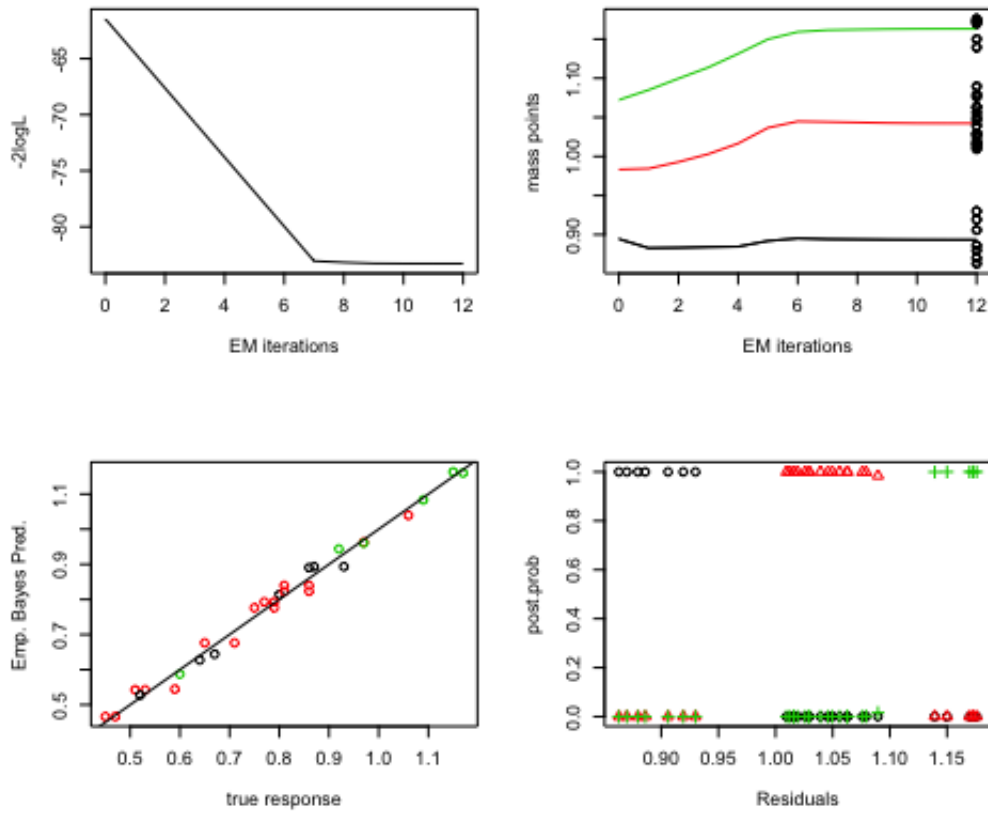 -2logL
-65
-70
-75
-80
0 2 4 6 8 10 12
EM iterations
mass points
1.10
1.00
0.90
0 2 4 6 8 10 12
EM iterations
Emp. Bayes Pred.
1.1
0.9
0.7
0.5
0.5 0.6 0.7 0.8 0.9 1.0 1.1
true response
post.prob
1.0
0.8
0.6
0.4
0.2
0.0
0.90 0.95 1.00 1.05 1.10 1.15
Residuals